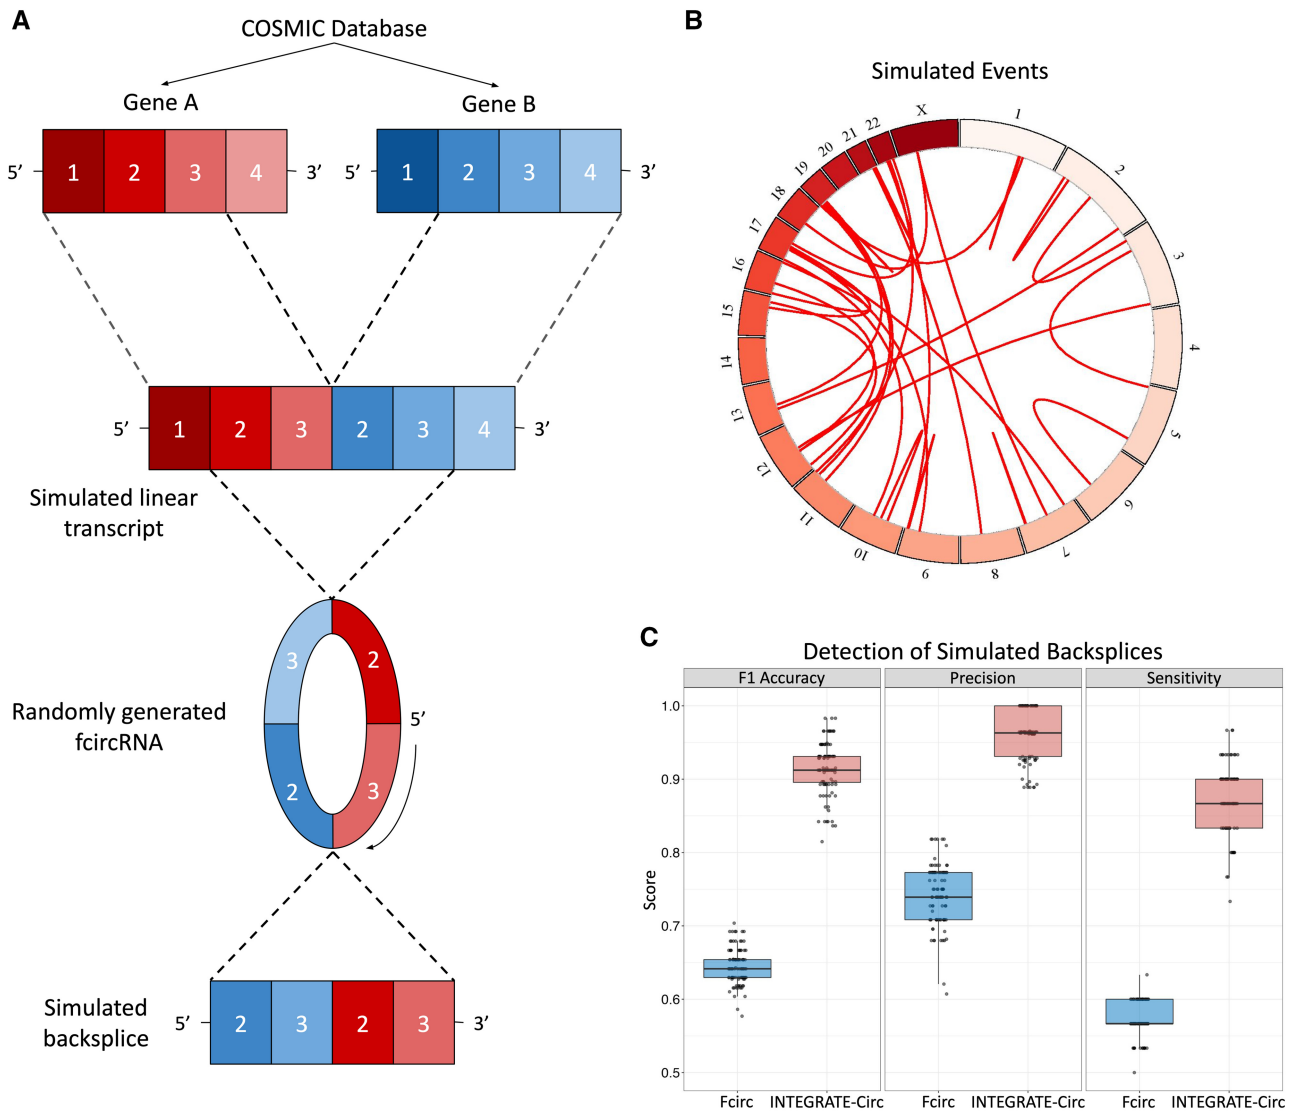 A
COSMIC Database
Gene A
Gene B
5’ 1 2 3 4 3’
5’ 1 2 3 4 3’
5’ 1 2 3 2 3 4 3’
Simulated linear
transcript
3 2
5’
2 3
Randomly generated
fcircRNA
Simulated
backsplice
5’ 2 3 2 3 3’
B
Simulated Events
1
2
3
4
5
6
7
8
9
10
11
12
13
14
15
16
17
18
19
20
21
22
X
C
Detection of Simulated Backsplices
F1 Accuracy Precision Sensitivity
Score
1.0
0.9
0.8
0.7
0.6
0.5
Fcirc INTEGRATE-Circ Fcirc INTEGRATE-Circ Fcirc INTEGRATE-Circ